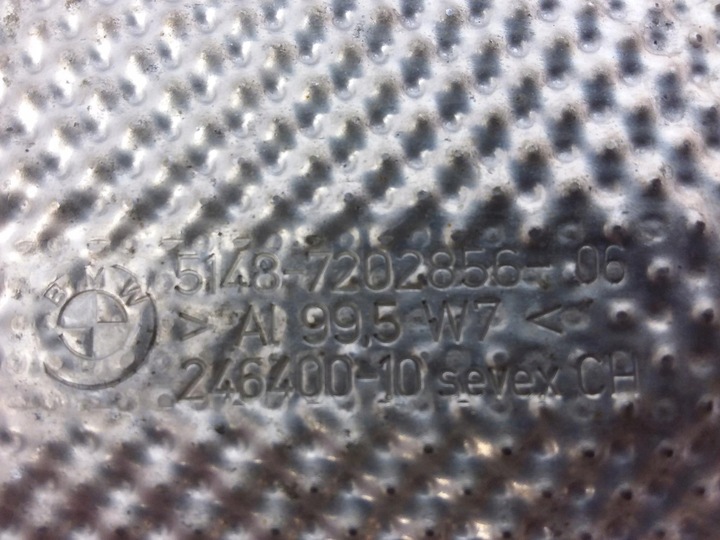 BMW
5148-7202856-06
> Al 99,5 W7 <
246400-10 sevex CH